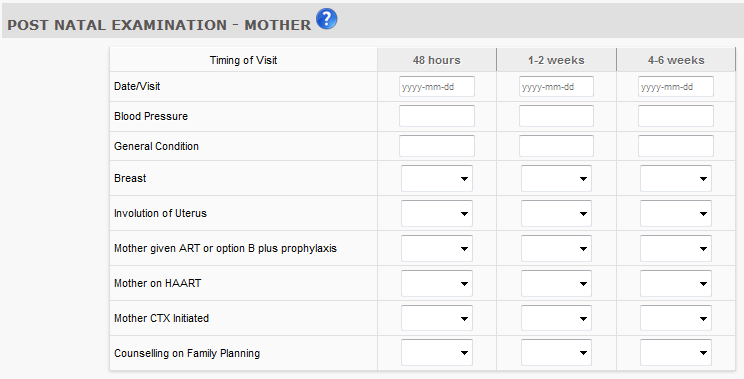 POST NATAL EXAMINATION - MOTHER ?
Timing of Visit 48 hours 1-2 weeks 4-6 weeks
Date/Visit yyyy-mm-dd yyyy-mm-dd yyyy-mm-dd
Blood Pressure
General Condition
Breast
Involution of Uterus
Mother given ART or option B plus prophylaxis
Mother on HAART
Mother CTX Initiated
Counselling on Family Planning